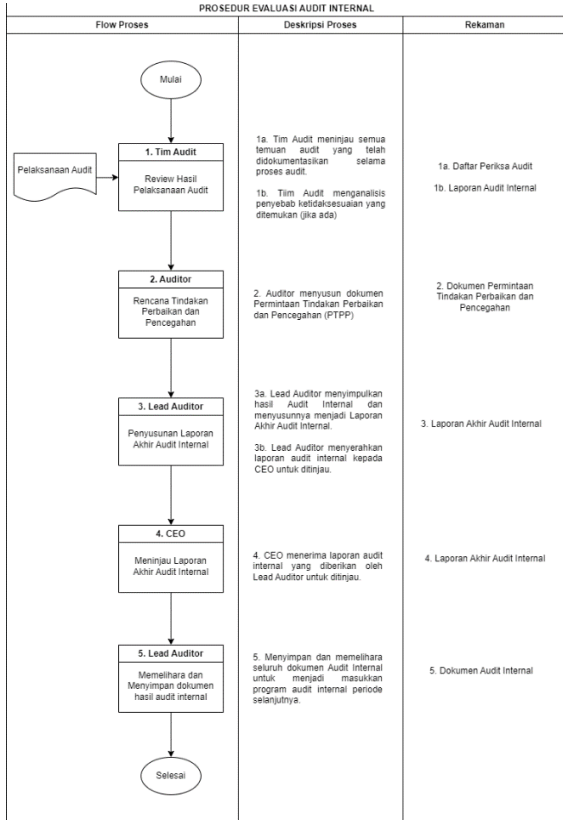 PROSEDUR EVALUASI AUDIT INTERNAL
Flow Proses
Deskripsi Proses
Rekaman
Mulai
Pelaksanaan Audit
1. Tim Audit
Review Hasil
Pelaksanaan Audit
1a. Tim Audit meninjau semua
temuan audit yang telah
didokumentasikan selama
proses audit.
1b. Tiim Audit menganalisis
penyebab ketidaksesuaian yang
ditemukan (jika ada)
1a. Daftar Periksa Audit
1b. Laporan Audit Internal
2. Auditor
Rencana Tindakan
Perbaikan dan
Pencegahan
2. Auditor menyusun dokumen
Permintaan Tindakan Perbaikan
dan Pencegahan (PTPP)
2. Dokumen Permintaan
Tindakan Perbaikan dan
Pencegahan
3. Lead Auditor
Penyusunan Laporan
Akhir Audit Internal
3a. Lead Auditor menyimpulkan
hasil Audit Internal dan
menyusunnya menjadi Laporan
Akhir Audit Internal.
3b. Lead Auditor menyerahkan
laporan audit internal kepada
CEO untuk ditinjau.
3. Laporan Akhir Audit Internal
4. CEO
Meninjau Laporan
Akhir Audit Internal
4. CEO menerima laporan audit
internal yang diberikan oleh
Lead Auditor untuk ditinjau.
4. Laporan Akhir Audit Internal
5. Lead Auditor
Memelihara dan
Menyimpan dokumen
hasil audit internal
5. Menyimpan dan memelihara
seluruh dokumen Audit Internal
untuk menjadi masukkan
program audit internal periode
selanjutnya.
5. Dokumen Audit Internal
Selesai